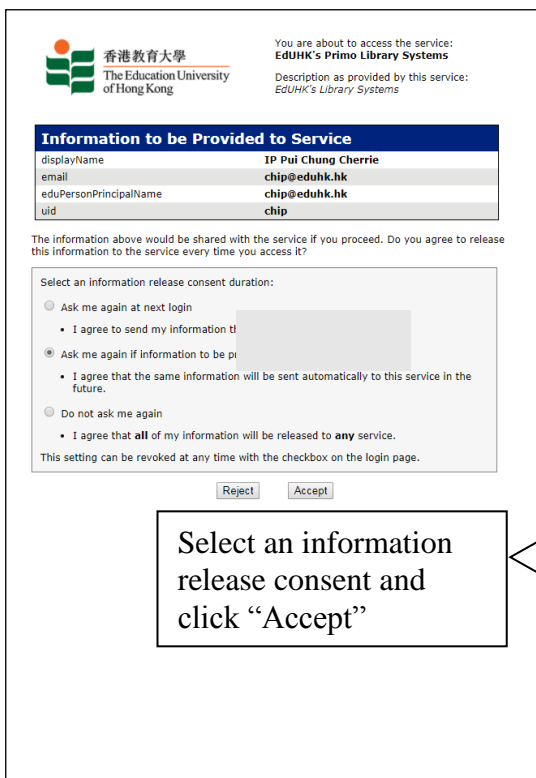 香港教育大學
The Education University
of Hong Kong
You are about to access the service:
EdUHK's Primo Library Systems
Description as provided by this service:
EdUHK's Library Systems
Information to be Provided to Service
displayName IP Pui Chung Cherrie
email chip@eduhk.hk
eduPersonPrincipalName chip@eduhk.hk
uid chip
The information above would be shared with the service if you proceed. Do you agree to release
this information to the service every time you access it?
Select an information release consent duration:
Ask me again at next login
• I agree to send my information
Ask me again if information to be
• I agree that the same information will be sent automatically to this service in the
future.
Do not ask me again
• I agree that all of my information will be released to any service.
This setting can be revoked at any time with the checkbox on the login page.
Reject Accept
Select an information
release consent and
click “Accept”